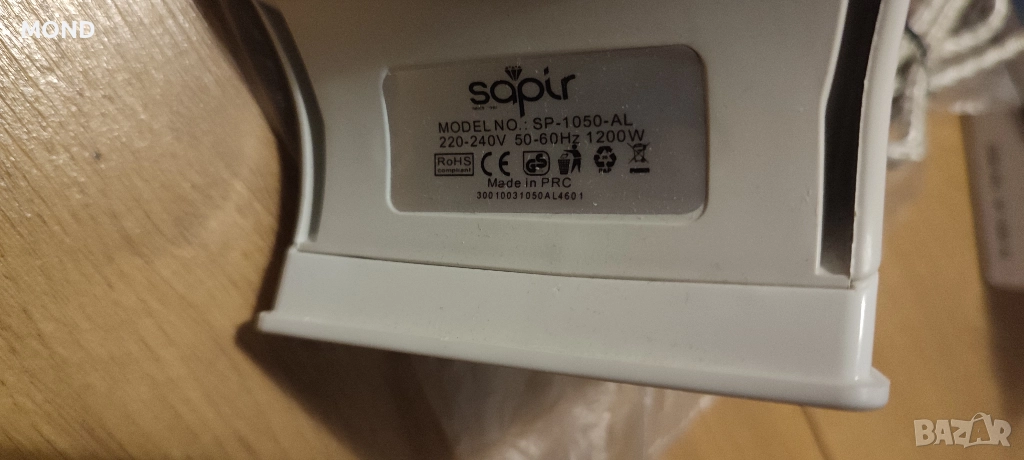 MOND
sapir
MODEL NO.: SP-1050-AL
220-240V 50-60Hz 1200W
RoHS
compliant
CE
Made in PRC
30010031050AL4601
BAZAR